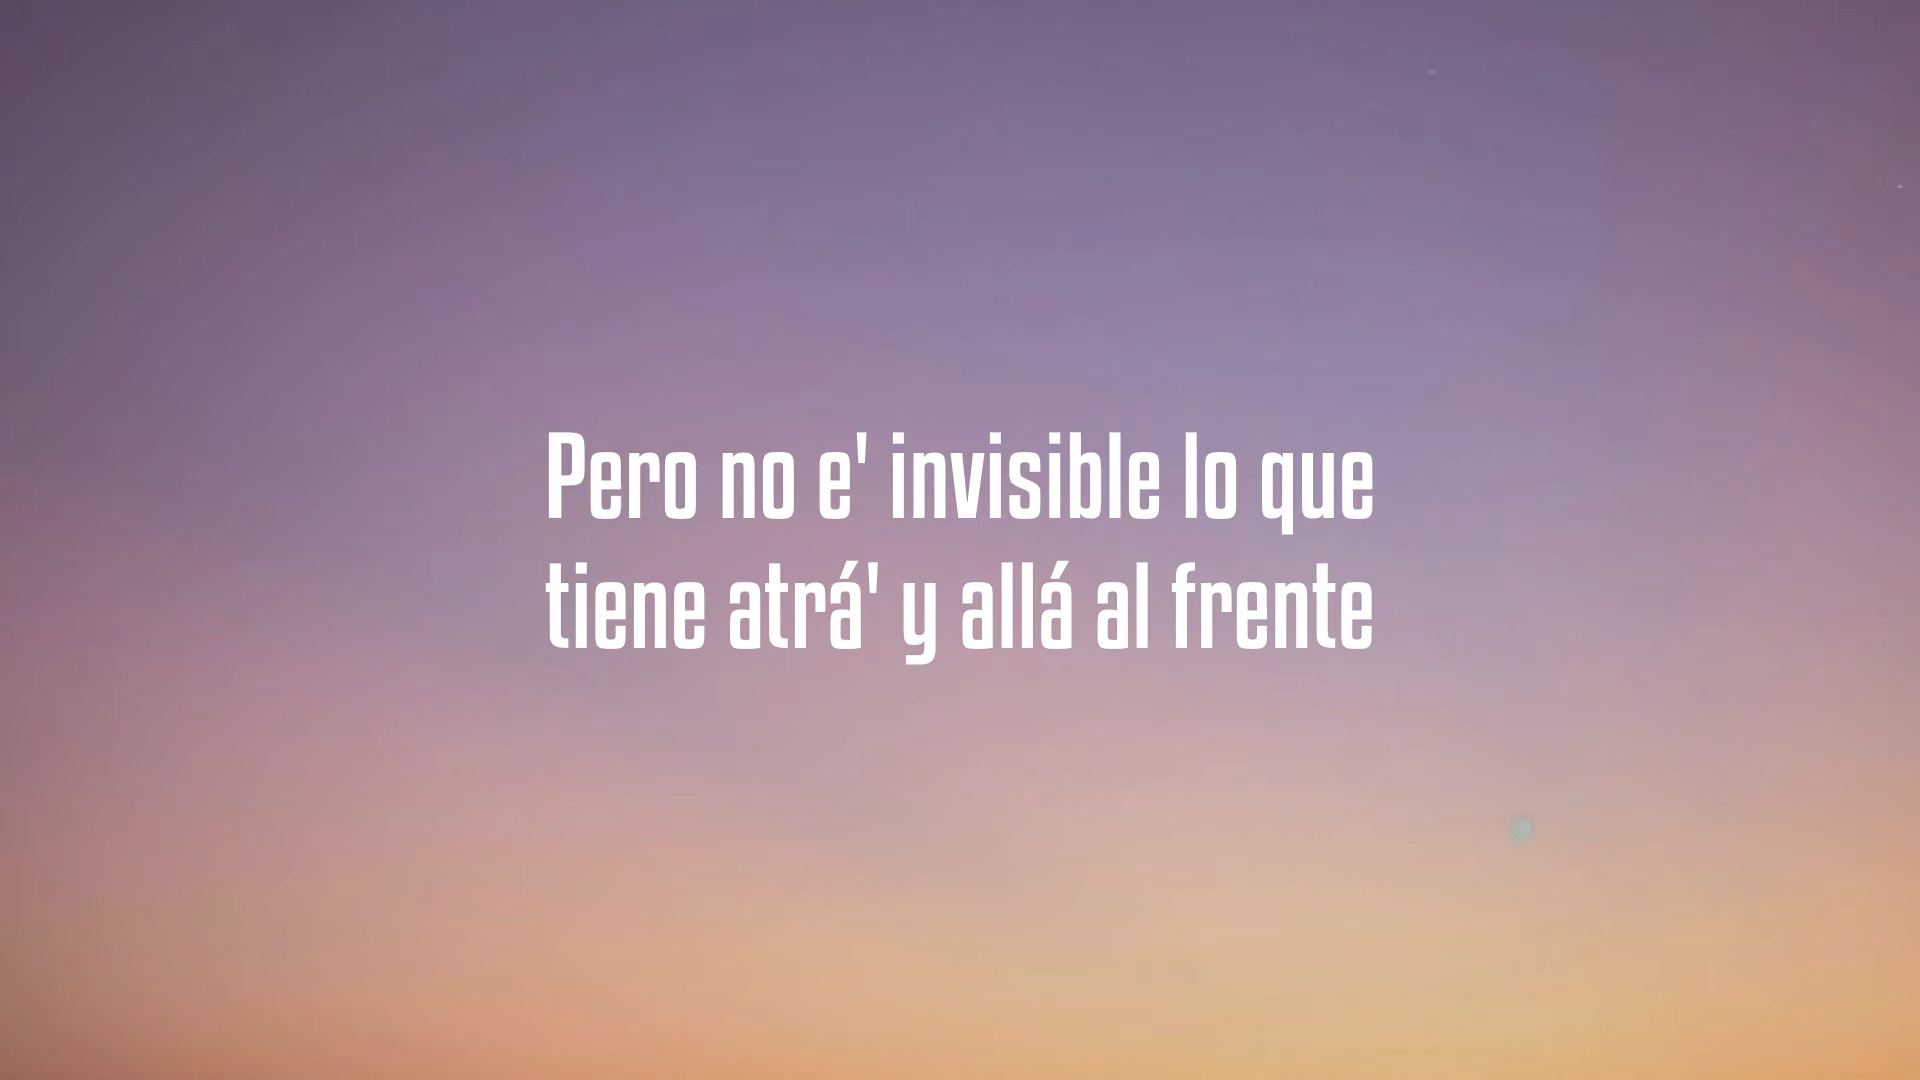 Pero no e' invisible lo que
tiene atrá' y allá al frente